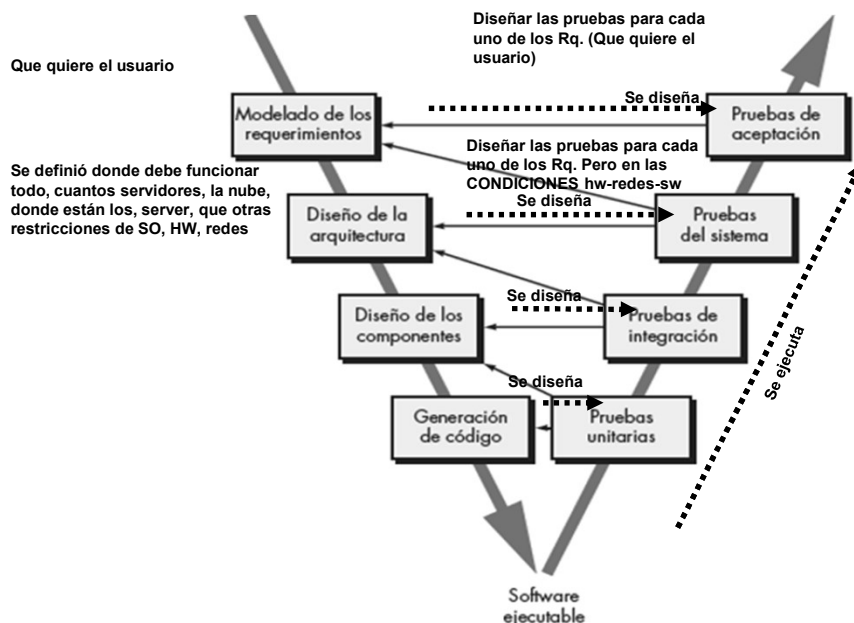 Diseñar las pruebas para cada
uno de los Rq. (Que quiere el
usuario)
Que quiere el usuario
Se diseña
Modelado de los
requerimientos
Pruebas de
aceptación
Diseñar las pruebas para cada
uno de los Rq. Pero en las
CONDICIONES hw-redes-sw
Se definió donde debe funcionar
todo, cuantos servidores, la nube,
donde están los, server, que otras
restricciones de SO, HW, redes
Se diseña
Diseño de la
arquitectura
Pruebas
del sistema
Se diseña
Diseño de los
componentes
Pruebas de
integración
Se ejecuta
Se diseña
Generación
de código
Pruebas
unitarias
Software
ejecutable